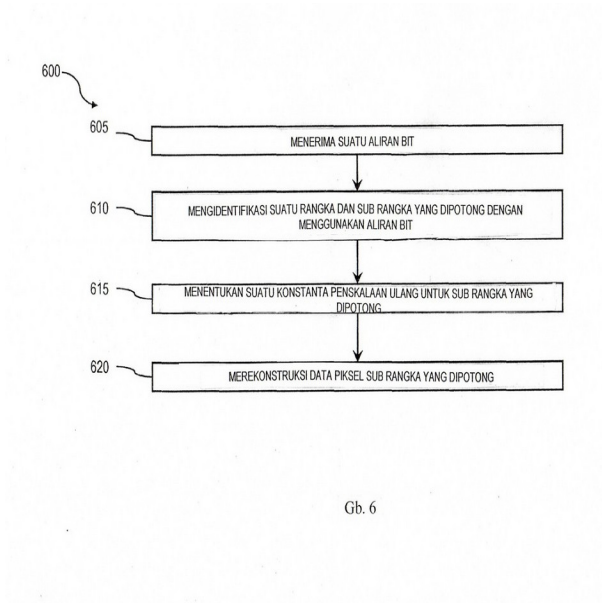 600
605
MENERIMA SUATU ALIRAN BIT
610
MENGIDENTIFIKASI SUATU RANGKA DAN SUB RANGKA YANG DIPOTONG DENGAN
MENGGUNAKAN ALIRAN BIT
615
MENENTUKAN SUATU KONSTANTA PENSKALAAN ULANG UNTUK SUB RANGKA YANG
DIPOTONG
620
MEREKONSTRUKSI DATA PIKSEL SUB RANGKA YANG DIPOTONG
Gb. 6